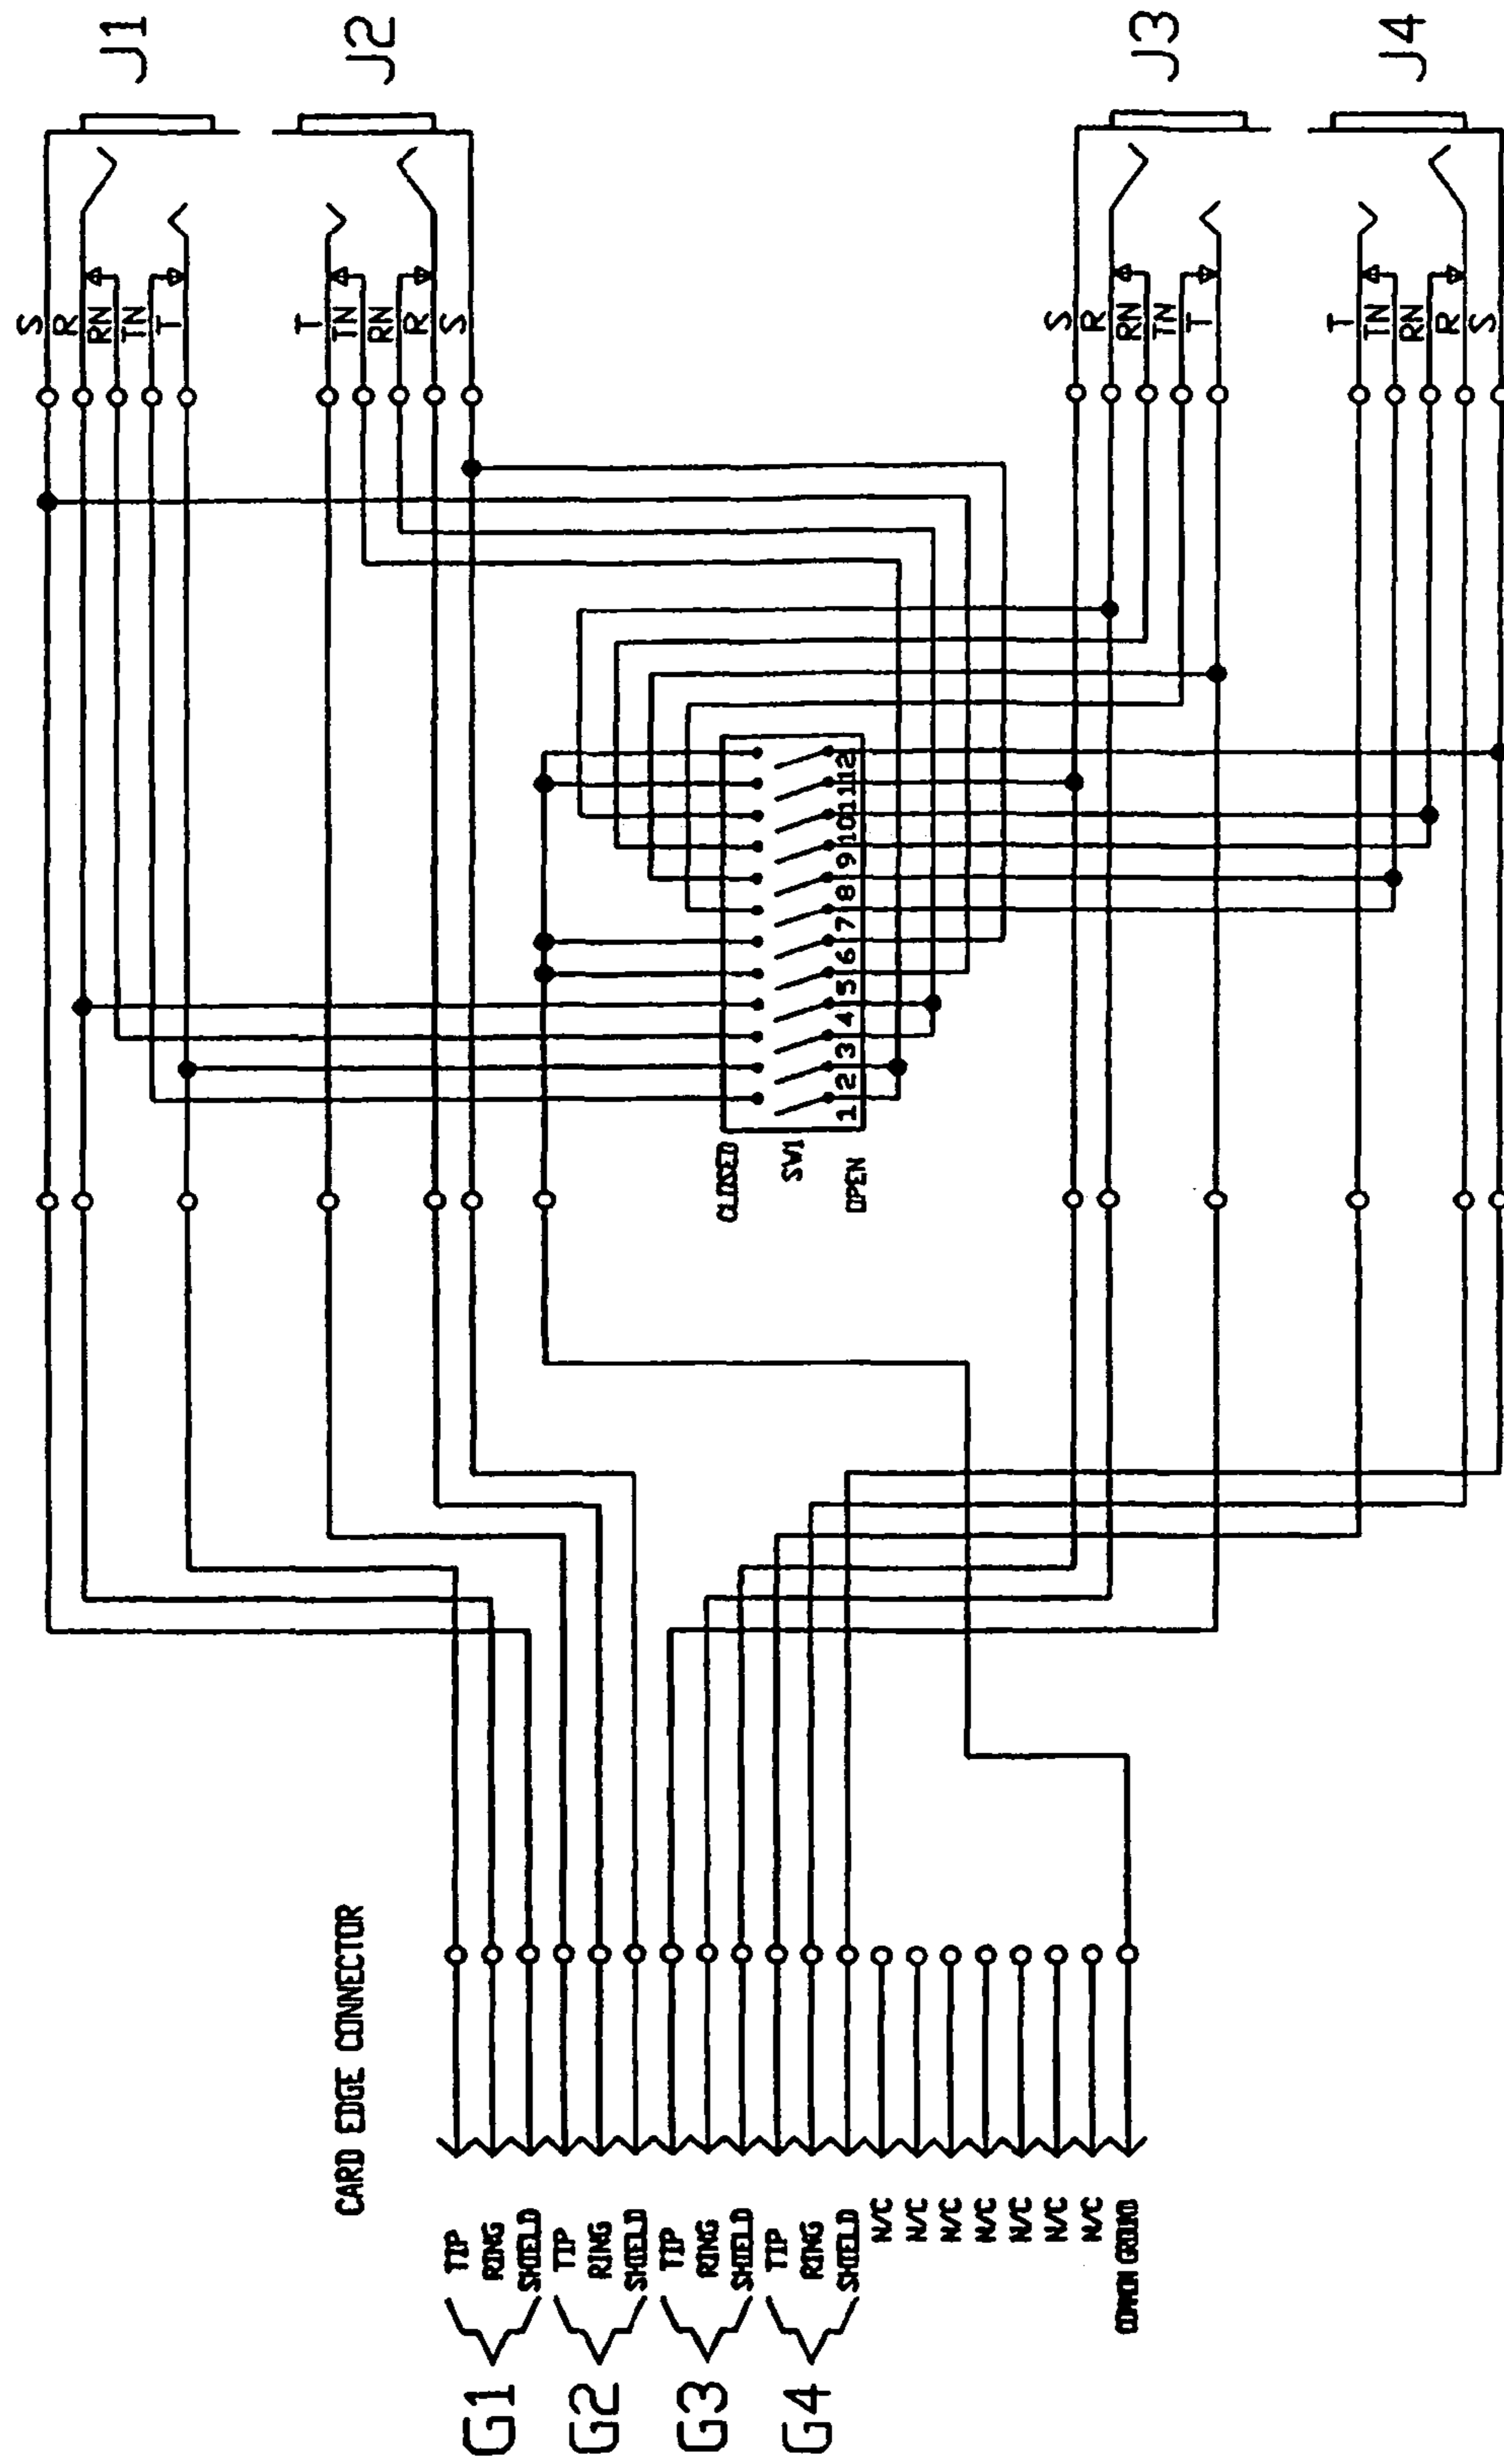 J1
J2
J3
J4
S
R
RN
TN
T
T
TN
RN
R
S
S
R
RN
TN
T
T
TN
RN
R
S
12
11
10
9
8
7
6
5
4
3
2
1
CLOSED
SW1
OPEN
CARD EDGE CONNECTOR
TIP
RING
SHIELD
TIP
RING
SHIELD
TIP
RING
SHIELD
TIP
RING
SHIELD
N/C
N/C
N/C
N/C
N/C
N/C
N/C
COMMON GROUND
G1
G2
G3
G4